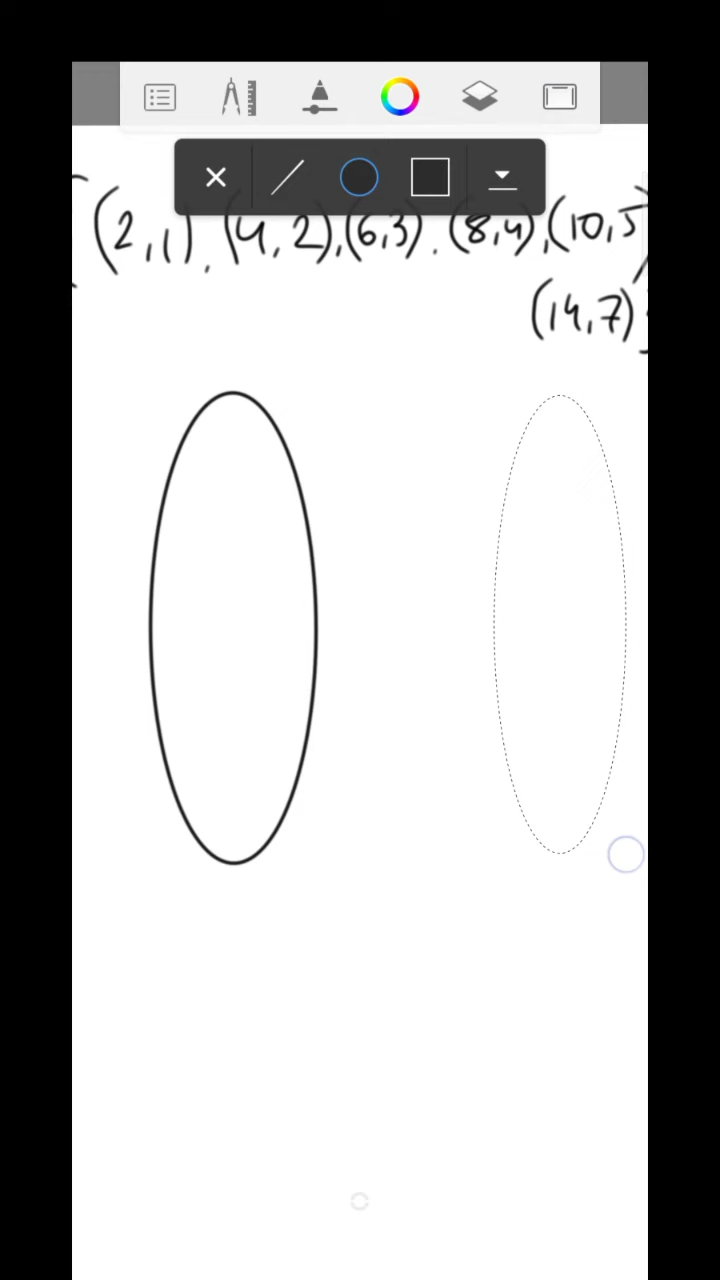 {(2,1), (4,2),(6,3). (8,4),(10,5)
(14,7)}